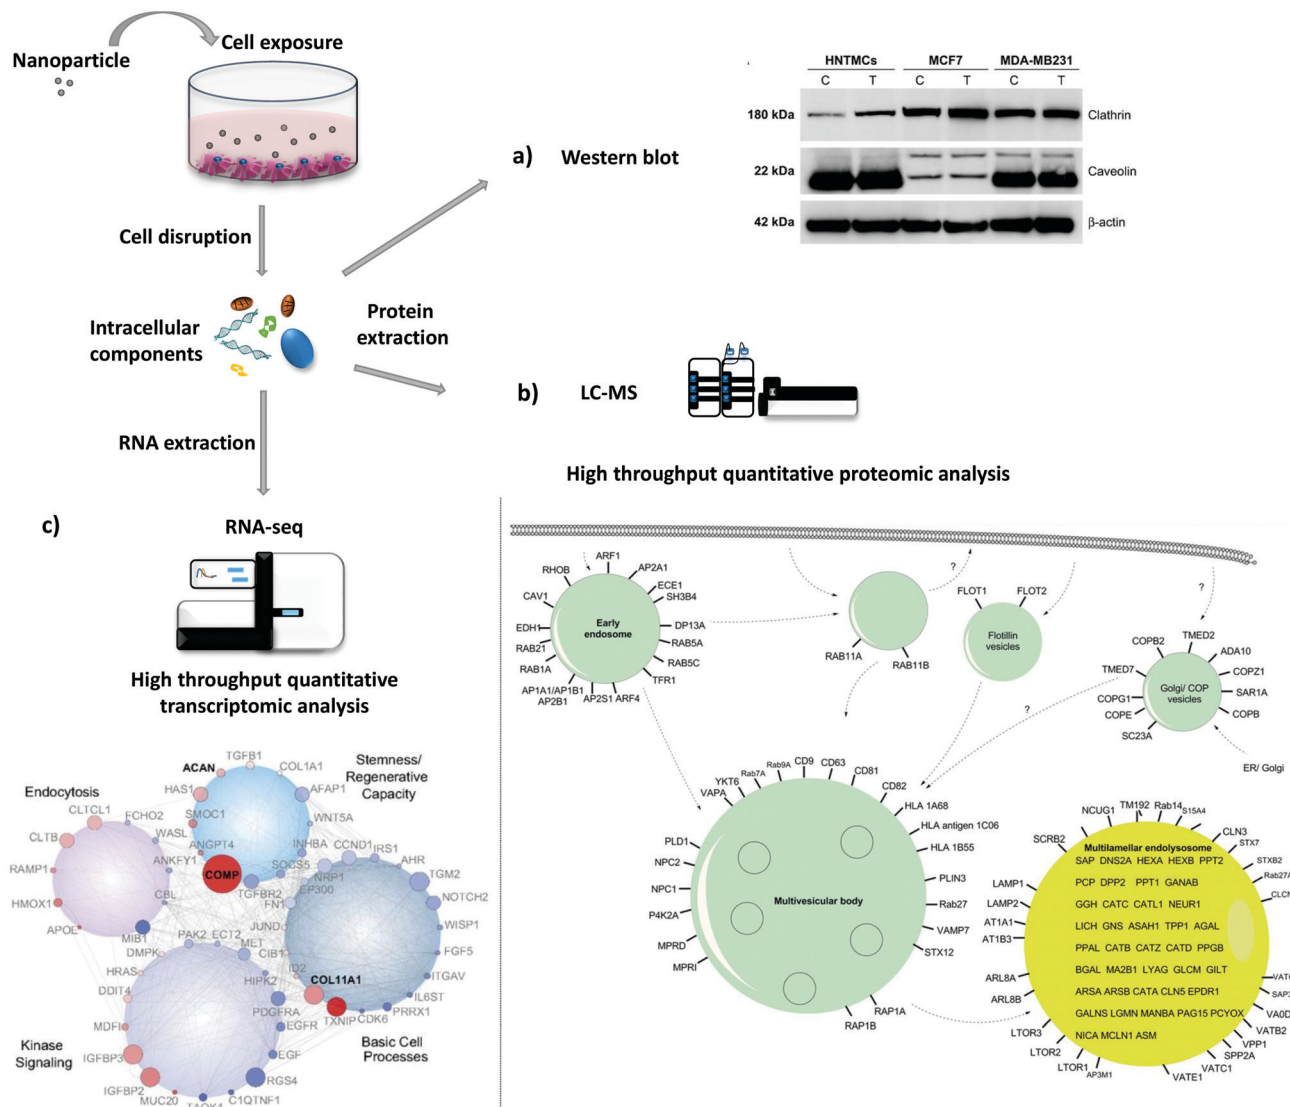 Nanoparticle
Cell exposure
Cell disruption
Intracellular
components
Protein
extraction
RNA extraction
a)
Western blot
HNTMCs
MCF7
MDA-MB231
C
T
C
T
C
T
180 kDa
Clathrin
22 kDa
Caveolin
42 kDa
β-actin
b)
LC-MS
High throughput quantitative proteomic analysis
c)
RNA-seq
High throughput quantitative
transcriptomic analysis
Endocytosis
Stemness/
Regenerative
Capacity
Kinase
Signaling
Basic Cell
Processes
TGFB1
ACAN
COL1A1
HAS1
AFAP1
CLTCL1
FCHO2
SMOC1
WNT5A
CLTB
WASL
ANGPT4
INHBA
CCND1
IRS1
RAMP1
ANKFY1
COMP
SOCS5
NRP1
AHR
TGM2
HMOX1
CBL
TGFBR2
EP300
FN1
NOTCH2
APOE
MIB1
PAK2
ECT2
MET
JUND
WISP1
DMPK
CIB1
FGF5
HRAS
HIPK2
ID2
COL11A1
ITGAV
DDIT4
PDGFRA
IL6ST
MDFI
EGFR
TXNIP
CDK6
PRRX1
IGFBP3
EGF
IGFBP2
RGS4
MUC20
C1QTNF1
ARF1
RHOB
AP2A1
ECE1
CAV1
SH3B4
Early
endosome
EDH1
DP13A
RAB21
RAB5A
RAB1A
RAB5C
AP1A1/AP1B1
TFR1
AP2B1
AP2S1
ARF4
?
RAB11A
RAB11B
FLOT1
FLOT2
Flotillin
vesicles
?
COPB2
TMED2
ADA10
TMED7
COPZ1
Golgi/ COP
vesicles
COPG1
SAR1A
COPE
COPB
SC23A
?
ER/ Golgi
YKT6
Rab7A
Rab9A
CD9
CD63
CD81
CD82
VAPA
HLA 1A68
HLA antigen 1C06
PLD1
HLA 1B55
NPC2
PLIN3
NPC1
Multivesicular body
Rab27
P4K2A
VAMP7
MPRD
STX12
MPRI
RAP1A
RAP1B
NCUG1
TM192
Rab14
S15A4
SCRB2
CLN3
STX7
STXB2
Rab27A
CLCN
LAMP1
LAMP2
AT1A1
AT1B3
ARL8A
ARL8B
LTOR3
LTOR2
LTOR1
AP3M1
VATE1
VATC1
SPP2A
VPP1
VATB2
VA0D
SAP3
VATG
Multilamellar endolysosome
SAP DNS2A HEXA HEXB PPT2
PCP DPP2 PPT1 GANAB
GGH CATC CATL1 NEUR1
LICH GNS ASAH1 TPP1 AGAL
PPAL CATB CATZ CATD PPGB
BGAL MA2B1 LYAG GLCM GILT
ARSA ARSB CATA CLN5 EPDR1
GALNS LGMN MANBA PAG15 PCYOX
NICA MCLN1 ASM